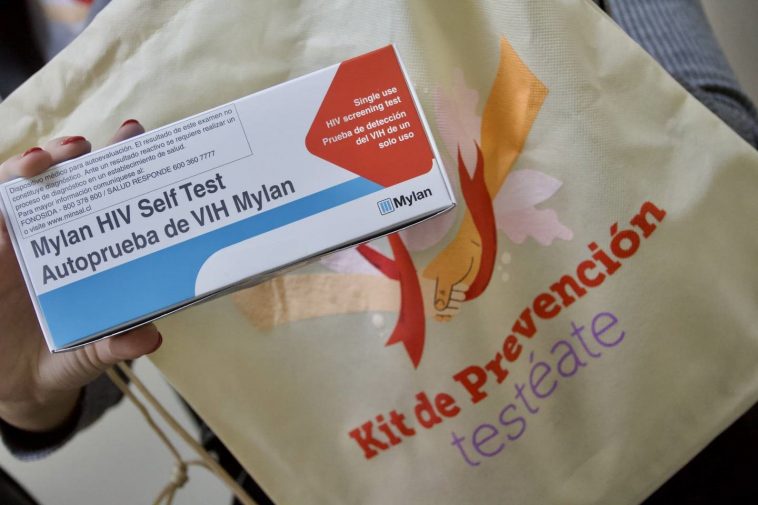 Dispositivo médico para autoevaluación. El resultado de este examen no
constituye diagnóstico. Ante un resultado reactivo se requiere realizar un
proceso de diagnóstico en un establecimiento de salud.
Para mayor información comuníquese al:
FONOSIDA - 800 378 800 / SALUD RESPONDE 600 360 7777
o visite www.minsal.cl
Mylan HIV Self Test
Autoprueba de VIH Mylan
Single use
HIV screening test
Prueba de detección
del VIH de un
solo uso
Mylan
Kit de Prevención
testéate